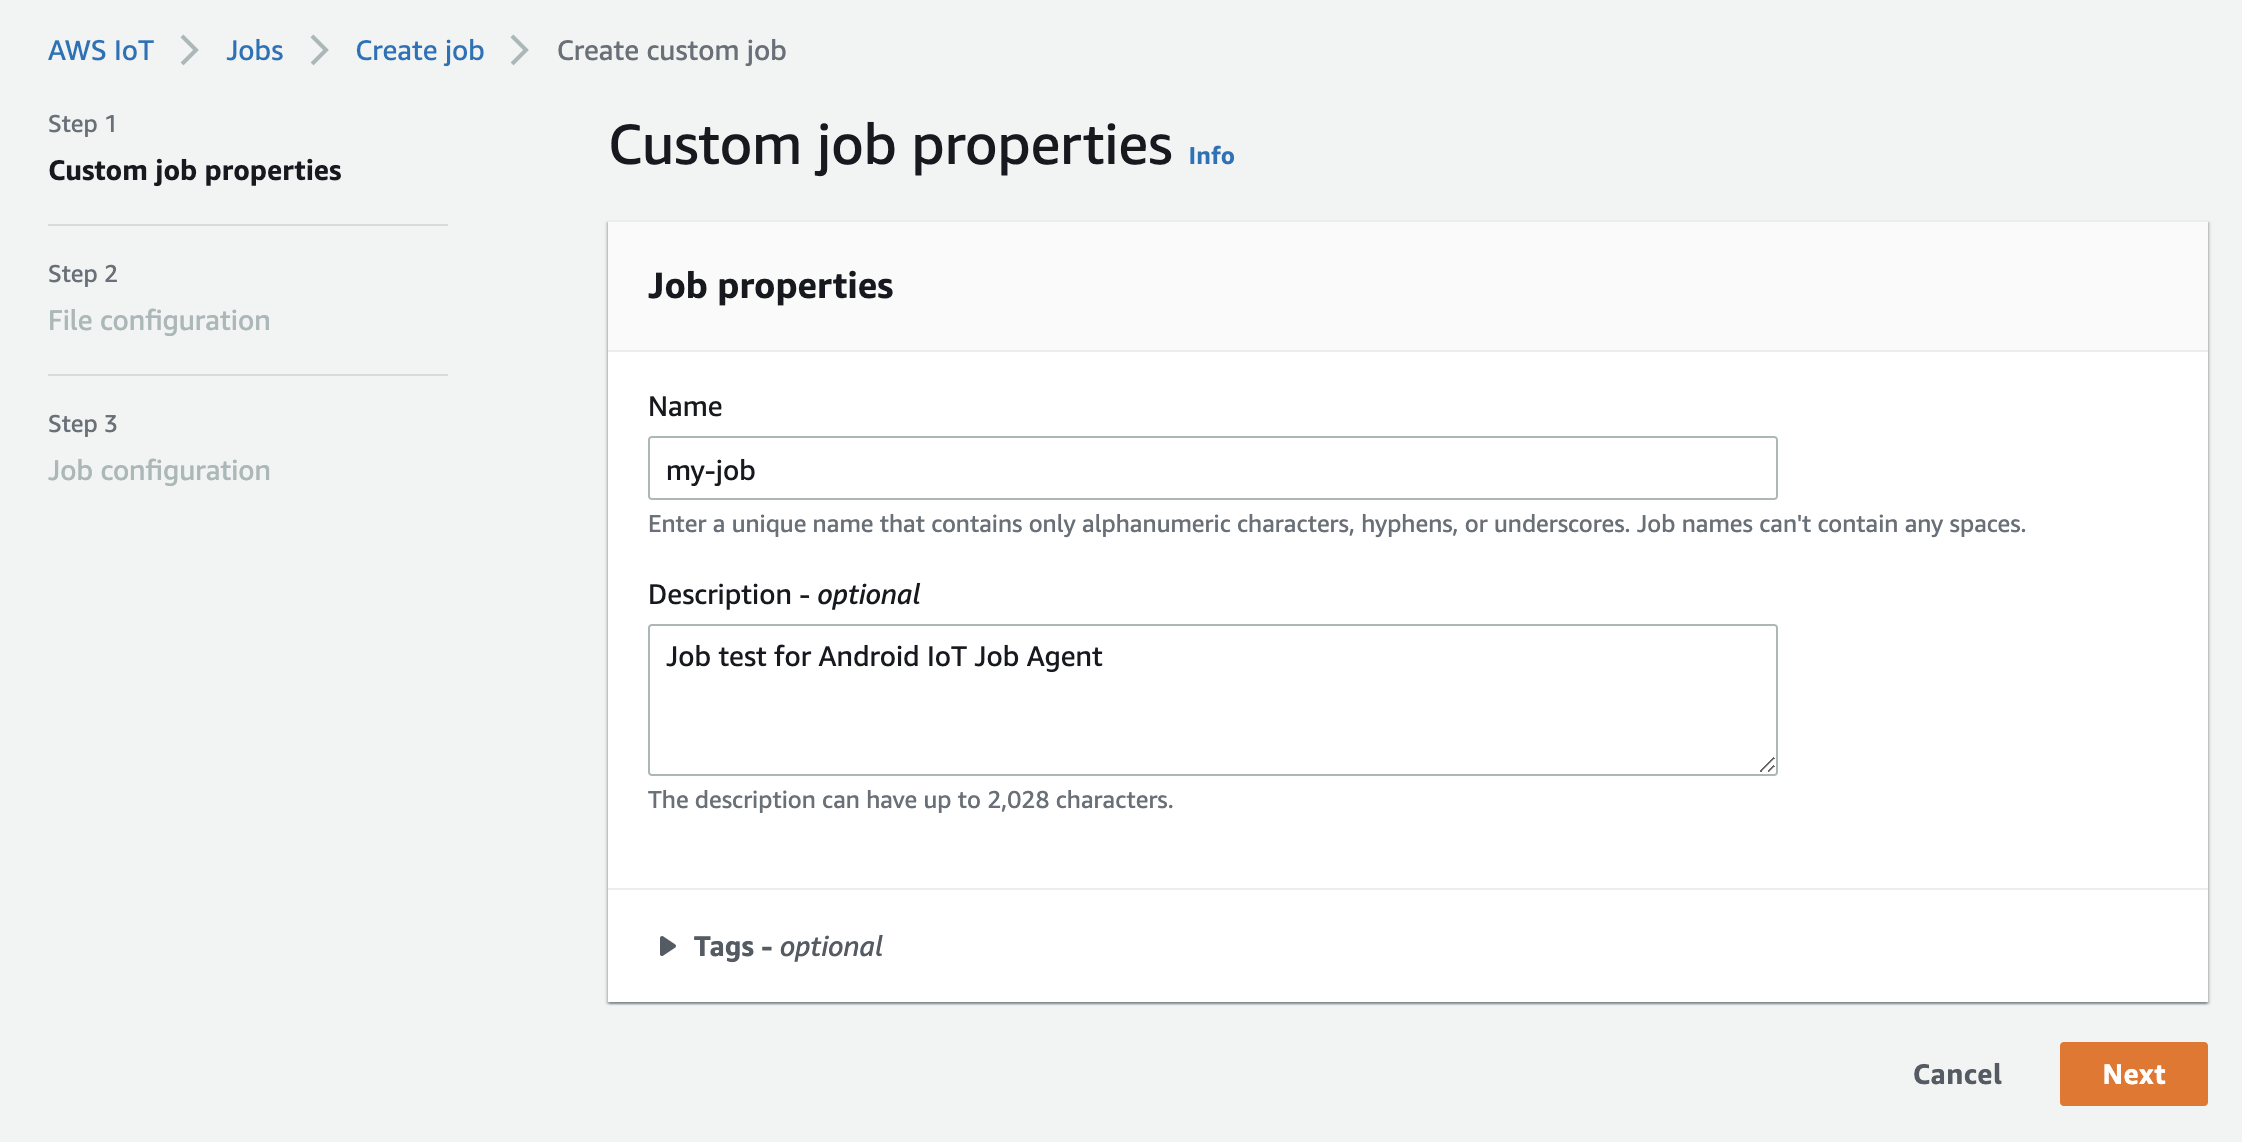 AWS IoT > Jobs > Create job > Create custom job
Step 1
Custom job properties
Step 2
File configuration
Step 3
Job configuration
Custom job properties Info
Job properties
Name
my-job
Enter a unique name that contains only alphanumeric characters, hyphens, or underscores. Job names can't contain any spaces.
Description - optional
Job test for Android IoT Job Agent
The description can have up to 2,028 characters.
Tags - optional
Cancel Next